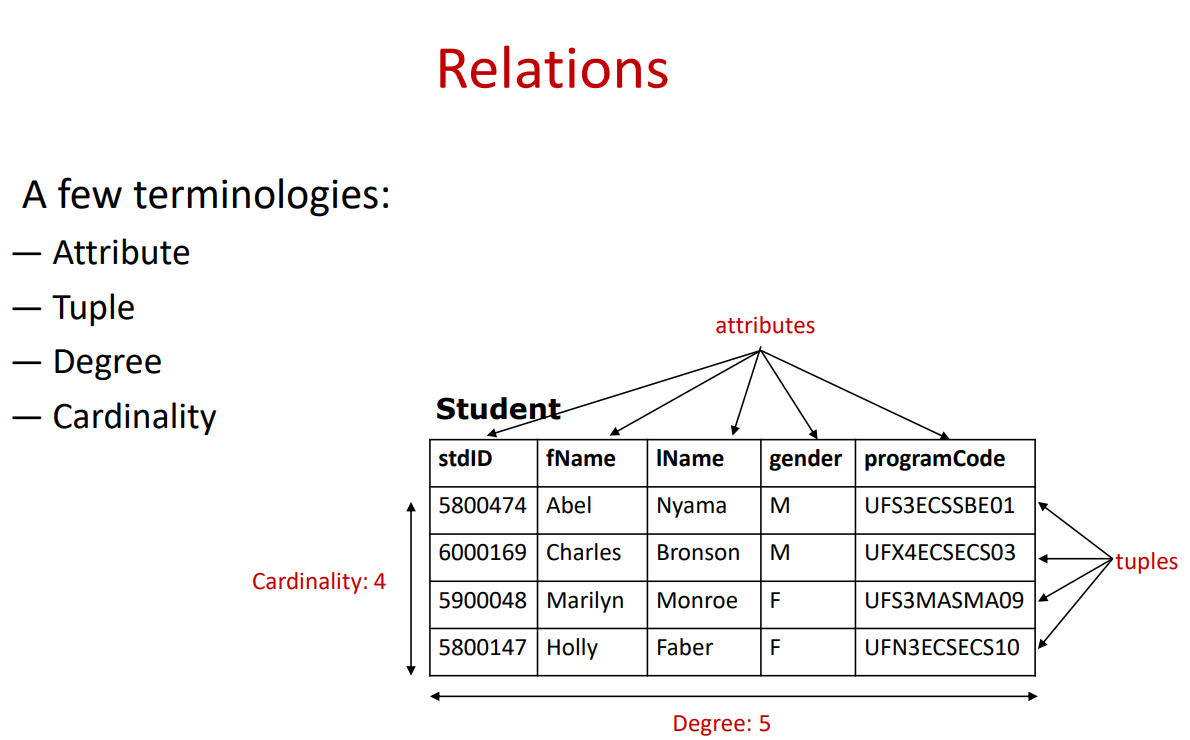 Relations
A few terminologies:
— Attribute
— Tuple
— Degree
— Cardinality
attributes
Student
stdID fName lName gender programCode
5800474 Abel Nyama M UFS3ECSSBE01
6000169 Charles Bronson M UFX4ECSECS03
5900048 Marilyn Monroe F UFS3MASMA09
5800147 Holly Faber F UFN3ECSECS10
tuples
Cardinality: 4
Degree: 5